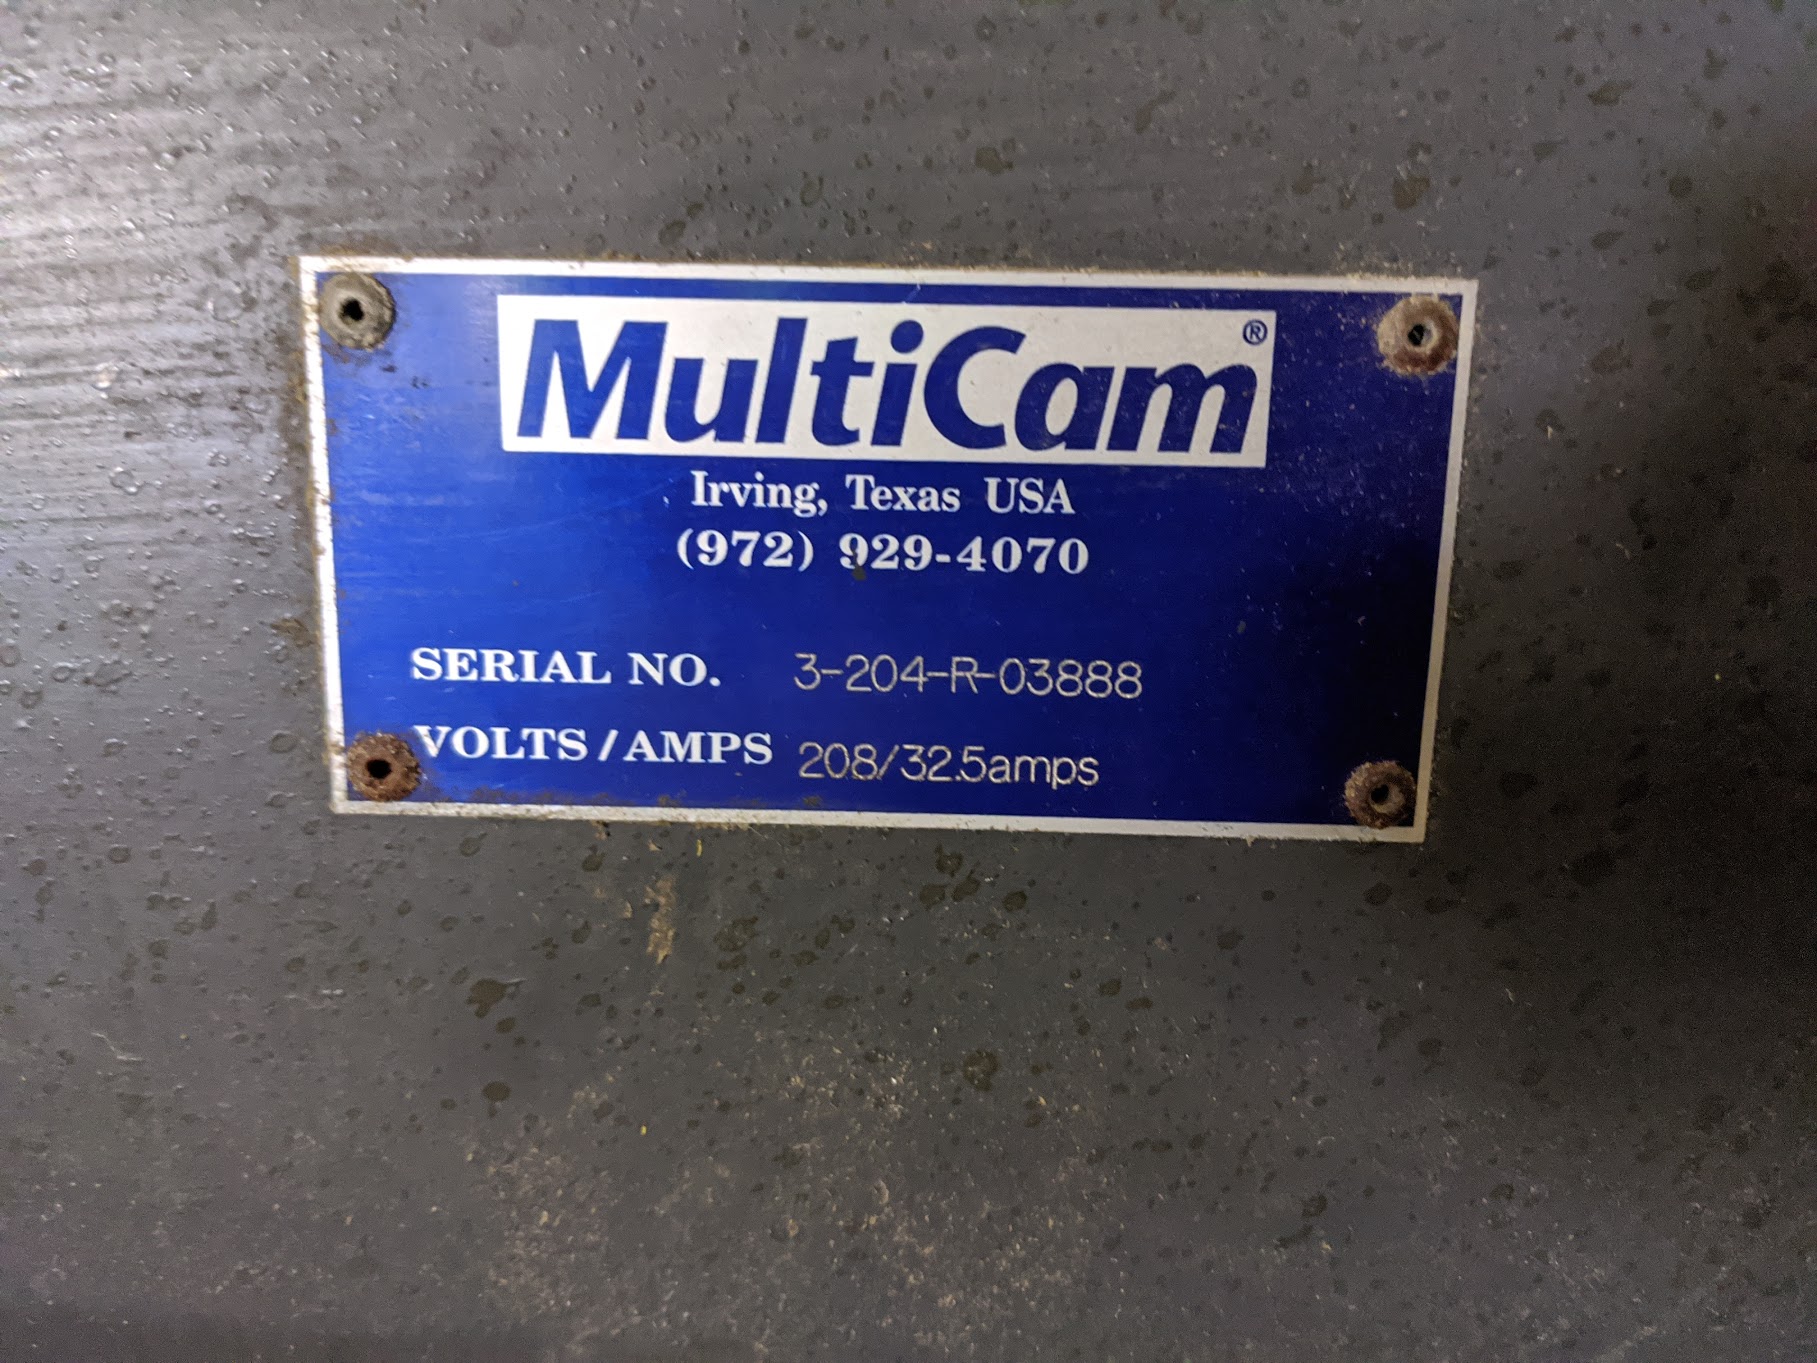 MultiCam®
Irving, Texas USA
(972) 929-4070
SERIAL NO. 3-204-R-03888
VOLTS/AMPS 208/32.5amps